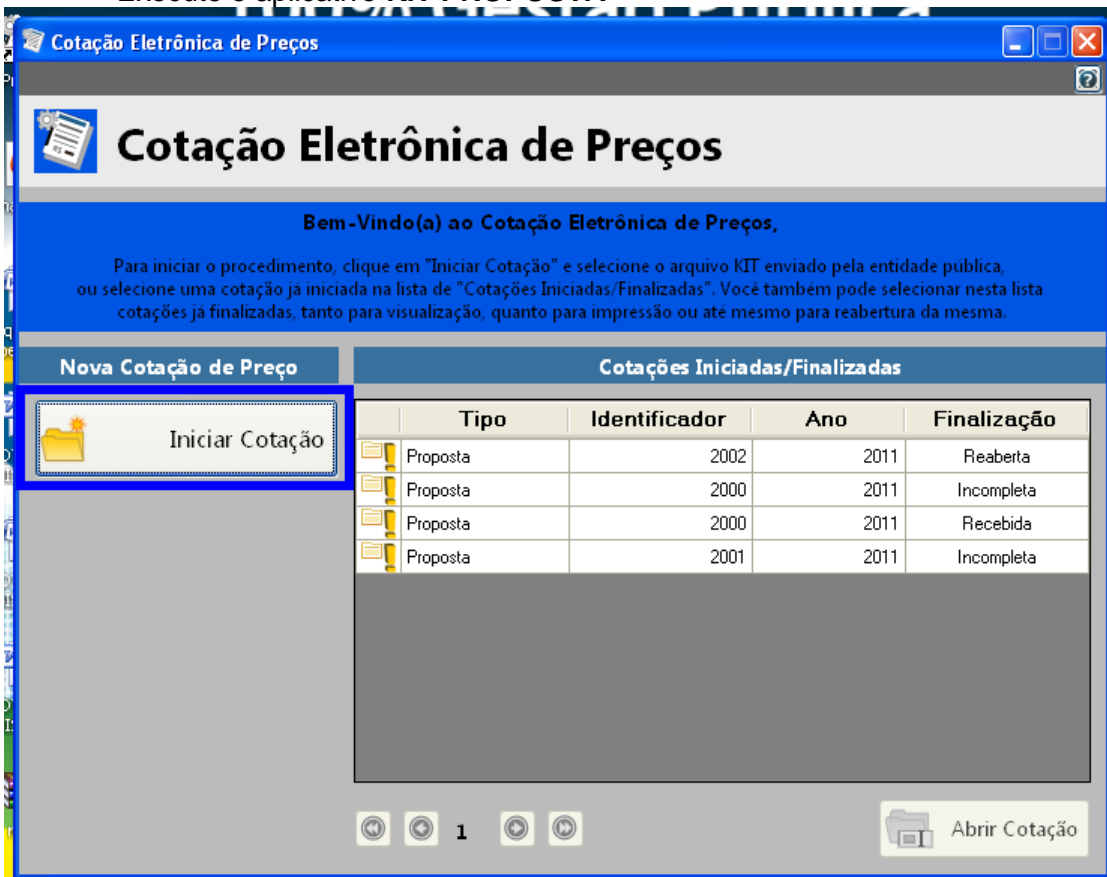 Execute o aplicativo KIT PROPOSTA
Cotação Eletrônica de Preços
Cotação Eletrônica de Preços
Bem-Vindo(a) ao Cotação Eletrônica de Preços,
Para iniciar o procedimento, clique em "Iniciar Cotação" e selecione o arquivo KIT enviado pela entidade pública,
ou selecione uma cotação já iniciada na lista de "Cotações Iniciadas/Finalizadas". Você também pode selecionar nesta lista
cotações já finalizadas, tanto para visualização, quanto para impressão ou até mesmo para reabertura da mesma.
Nova Cotação de Preço
Cotações Iniciadas/Finalizadas
Iniciar Cotação
Tipo Identificador Ano Finalização
Proposta 2002 2011 Reaberta
Proposta 2000 2011 Incompleta
Proposta 2000 2011 Recebida
Proposta 2001 2011 Incompleta
1
Abrir Cotação